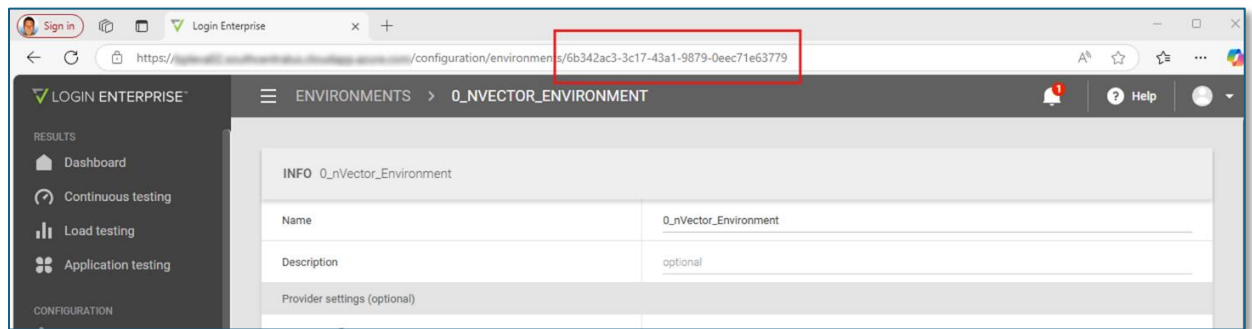 Sign in Login Enterprise
https:// /configuration/environments/6b342ac3-3c17-43a1-9879-0eec71e63779
LOGIN ENTERPRISE ENVIRONMENTS > 0_NVECTOR_ENVIRONMENT 1 ? Help
RESULTS
Dashboard
INFO 0_nVector_Environment
Continuous testing
Name 0_nVector_Environment
Load testing
Application testing
Description optional
Provider settings (optional)
CONFIGURATION